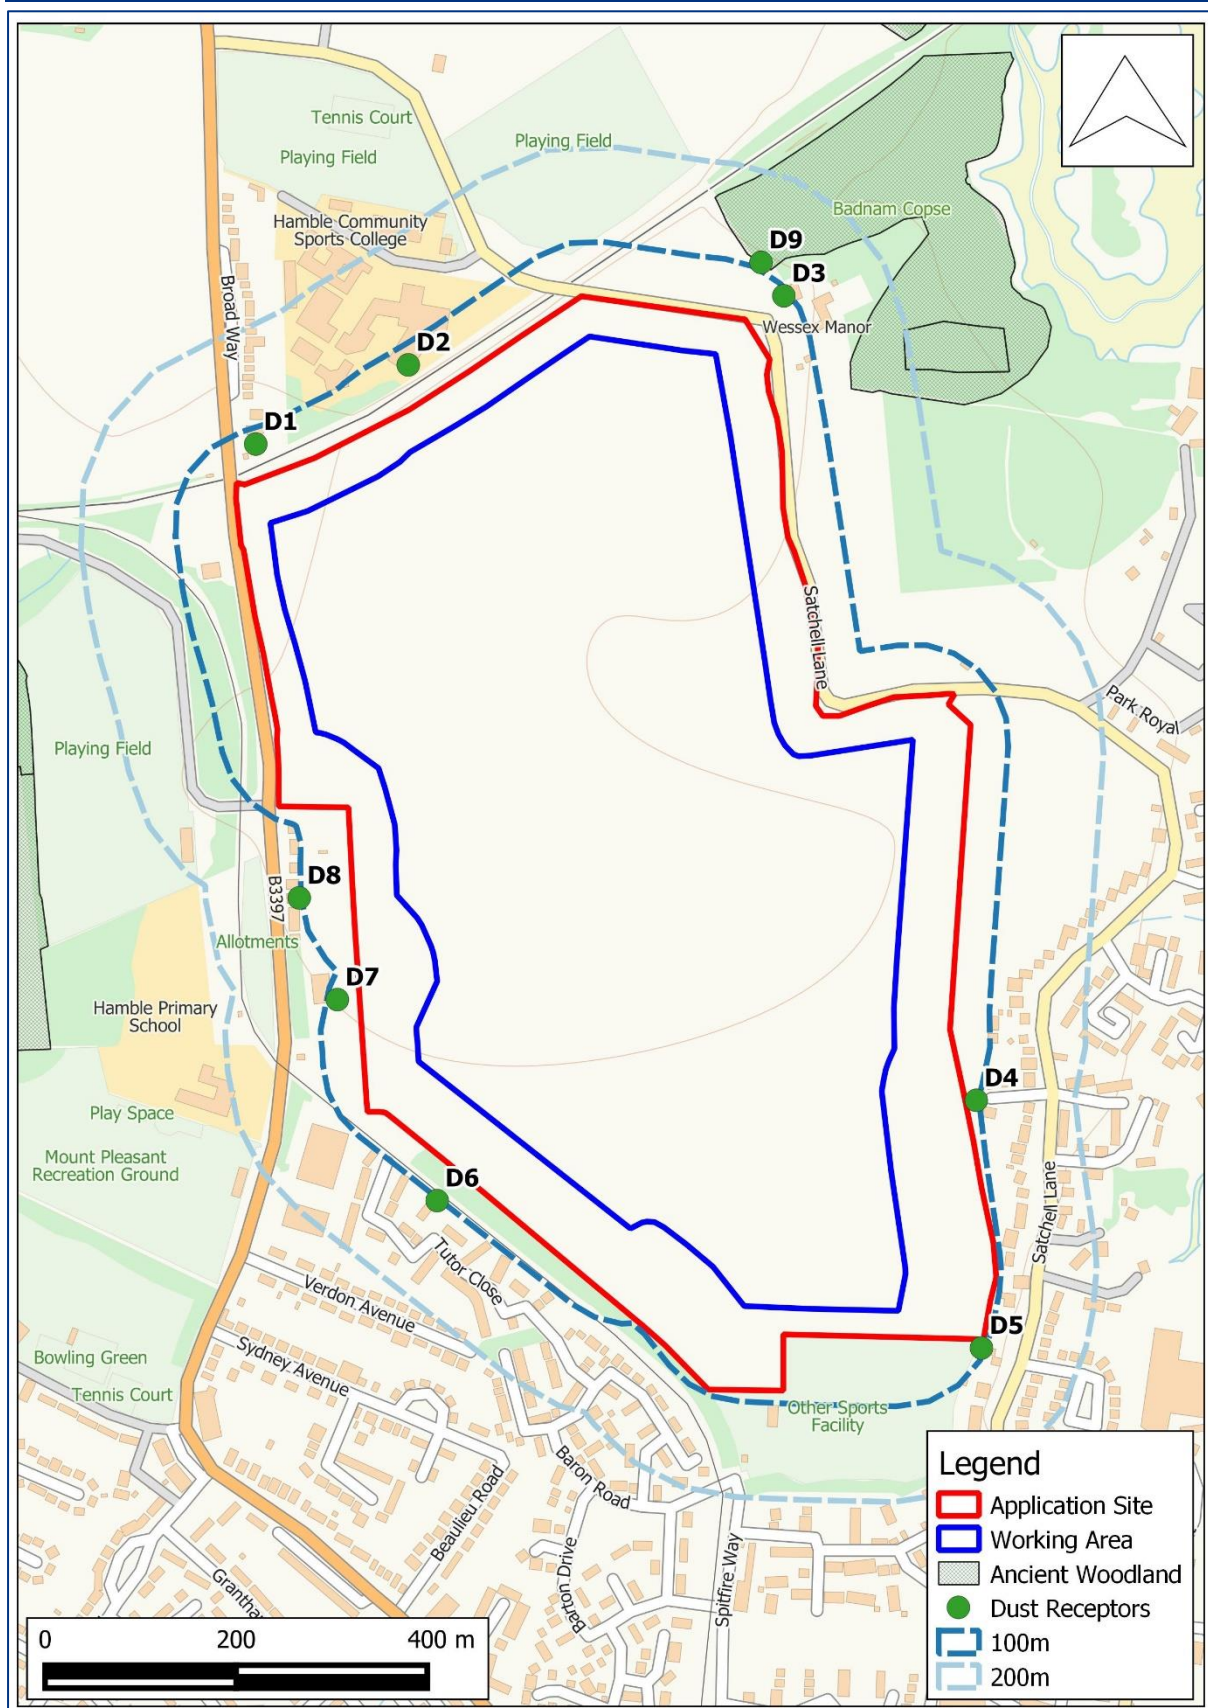 Tennis Court
Playing Field
Playing Field
Hamble Community
Sports College
Badnam Copse
D9
D3
Wessex Manor
Broad Way
D2
D1
Satchell Lane
Park Royal
Playing Field
D8
B3397
Allotments
D7
Hamble Primary
School
D4
Play Space
Mount Pleasant
Recreation Ground
D6
Satchell Lane
Tutor Close
Verdon Avenue
Sydney Avenue
D5
Bowling Green
Tennis Court
Other Sports
Facility
Baron Road
Beaulieu Road
Barton Drive
Spitfire Way
Legend
Application Site
Working Area
Ancient Woodland
Dust Receptors
100m
200m
0 200 400 m